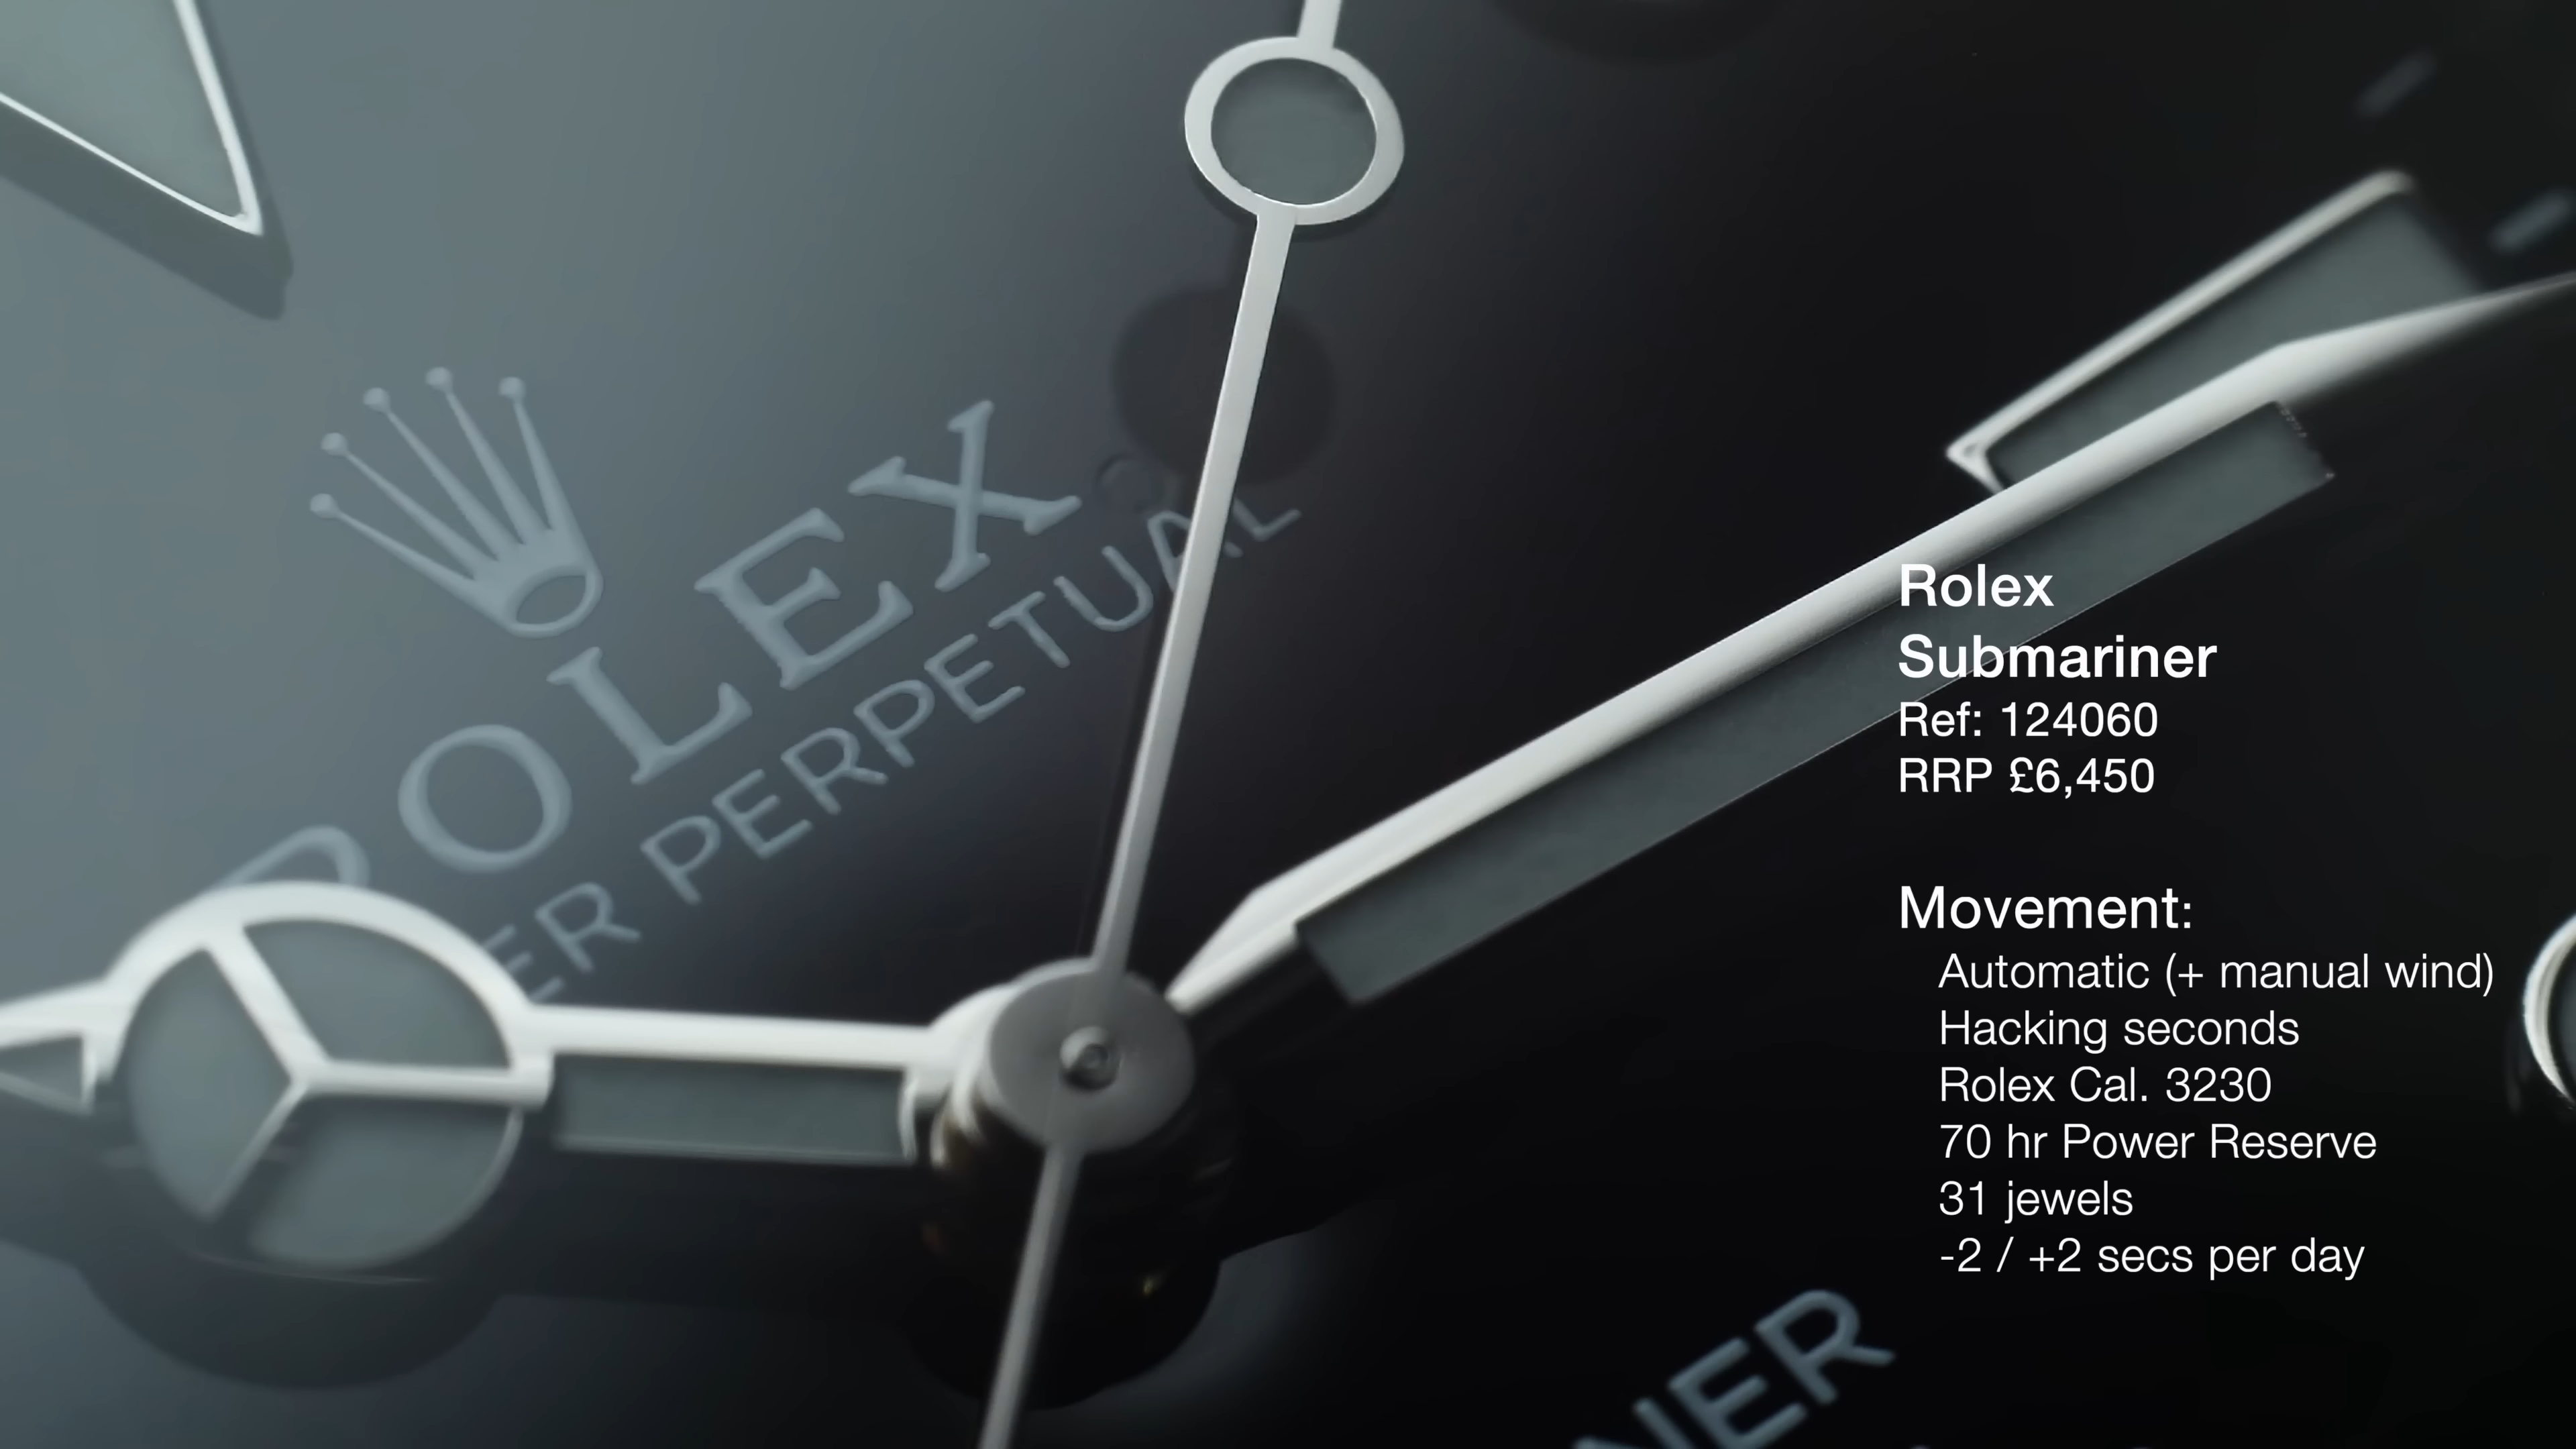 ROLEX
ER PERPETUAL
Rolex
Submariner
Ref: 124060
RRP £6,450
Movement:
Automatic (+ manual wind)
Hacking seconds
Rolex Cal. 3230
70 hr Power Reserve
31 jewels
-2 / +2 secs per day
NER